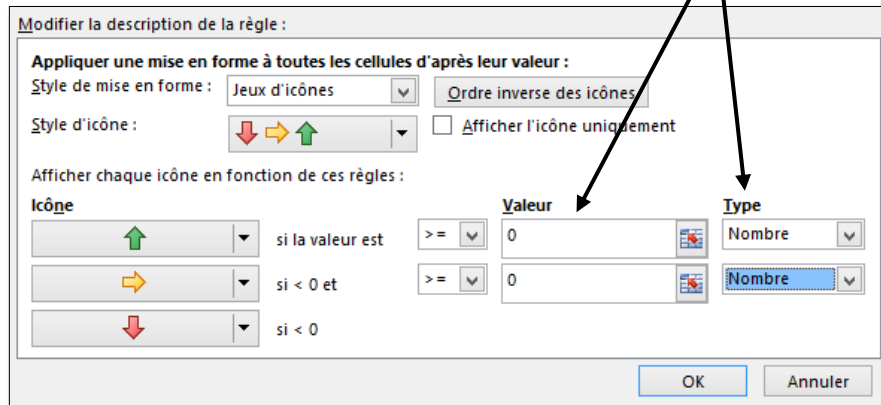 Modifier la description de la règle :
Appliquer une mise en forme à toutes les cellules d'après leur valeur :
Style de mise en forme : Jeux d'icônes Ordre inverse des icônes
Style d'icône : Afficher l'icône uniquement
Afficher chaque icône en fonction de ces règles :
Icône Valeur Type
si la valeur est >= 0 Nombre
si < 0 et >= 0 Nombre
si < 0
OK Annuler